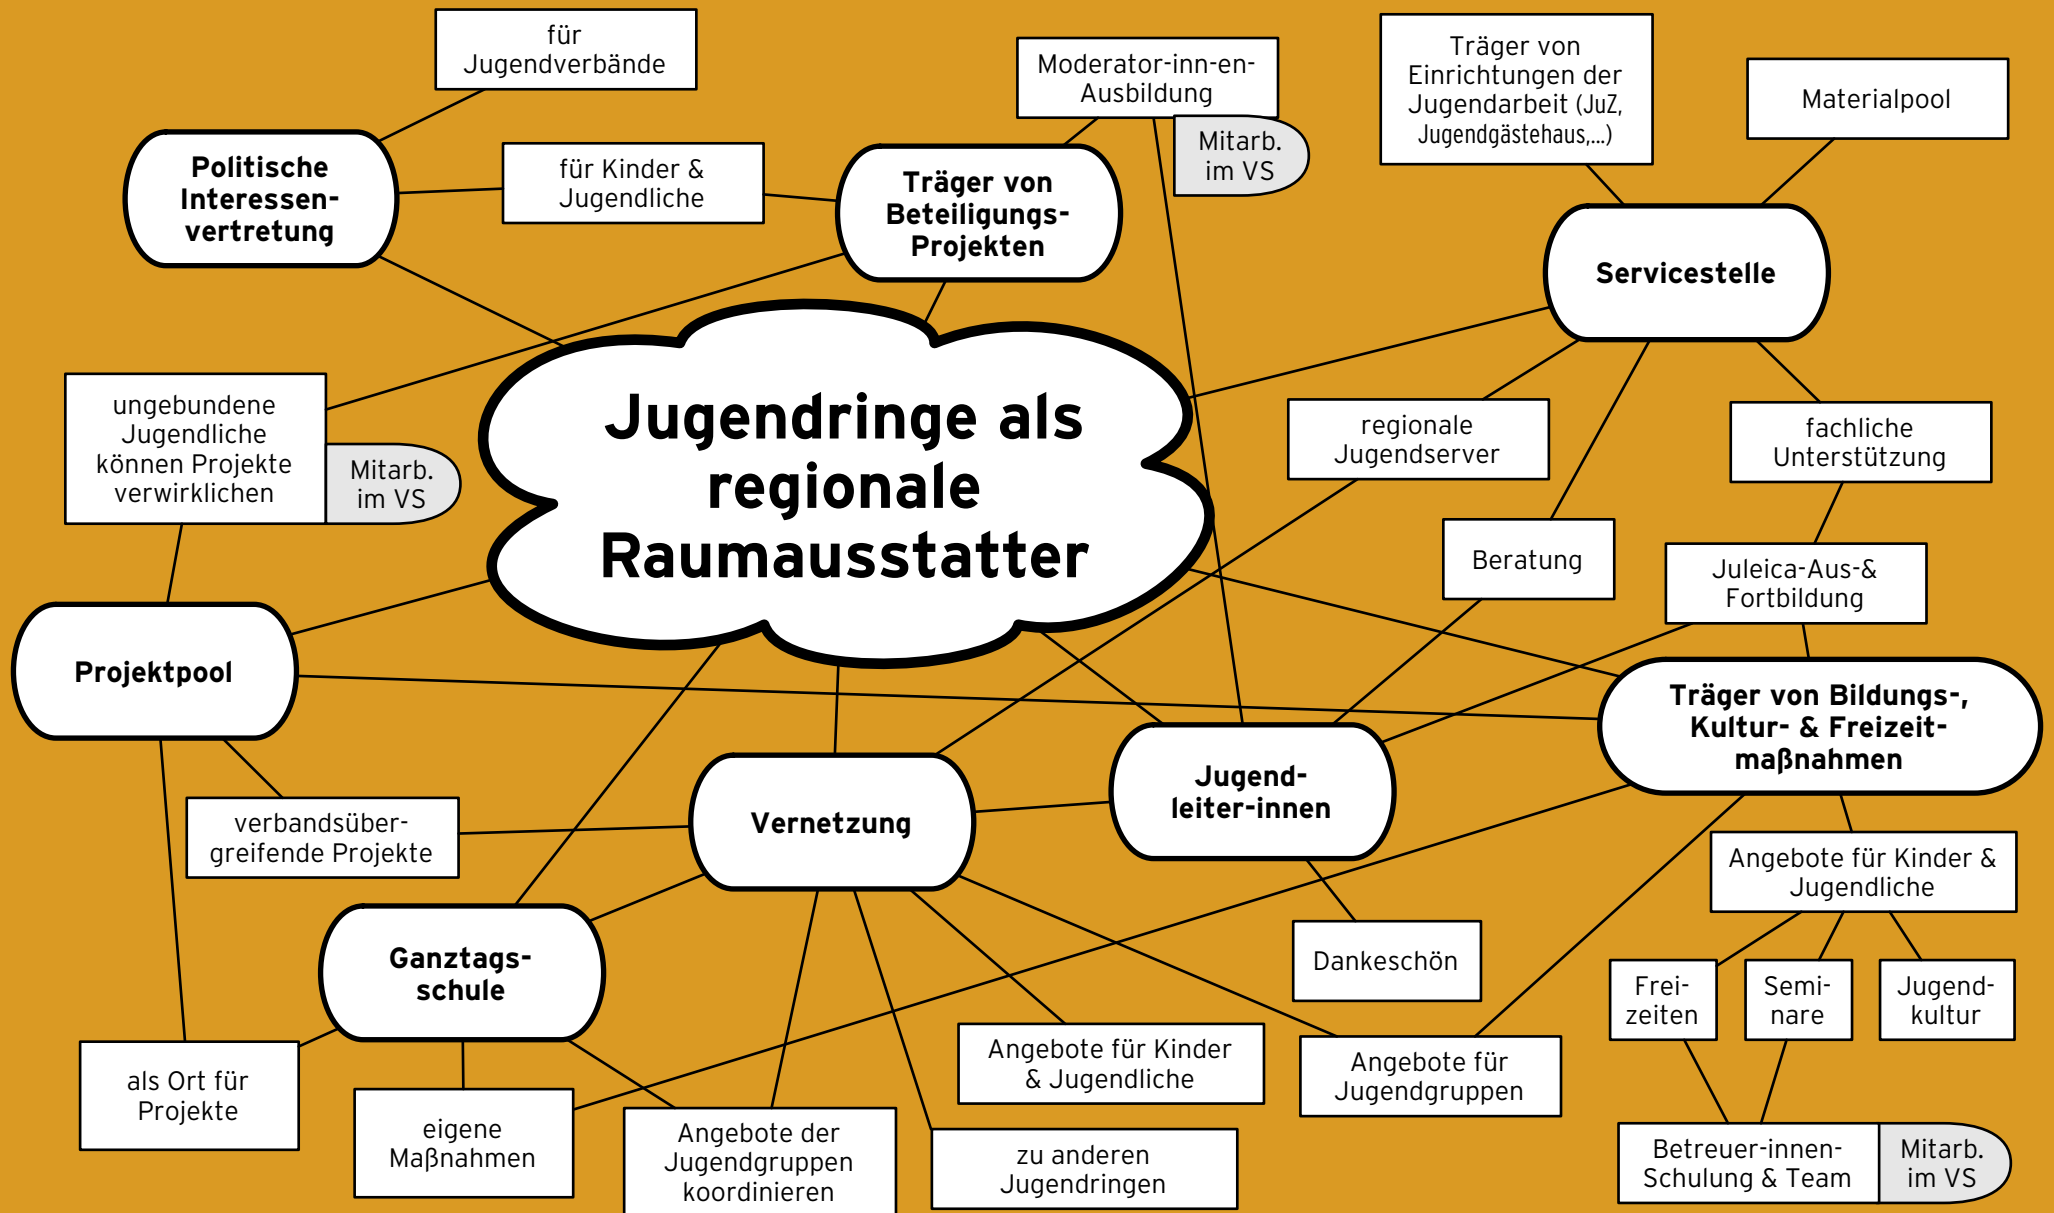 für
Jugendverbände
Moderator-inn-en-
Ausbildung
Mitarb.
im VS
Träger von
Einrichtungen der
Jugendarbeit (JuZ,
Jugendgästehaus,...)
Materialpool
Politische
Interessen-
vertretung
für Kinder &
Jugendliche
Träger von
Beteiligungs-
Projekten
Servicestelle
ungebundene
Jugendliche
können Projekte
verwirklichen
Mitarb.
im VS
Jugendringe als
regionale
Raumausstatter
regionale
Jugendserver
fachliche
Unterstützung
Beratung
Juleica-Aus-&
Fortbildung
Projektpool
Träger von Bildungs-,
Kultur- & Freizeit-
maßnahmen
Jugend-
leiter-innen
Vernetzung
verbandsüber-
greifende Projekte
Angebote für Kinder &
Jugendliche
Ganztags-
schule
Dankeschön
Frei-
zeiten
Semi-
nare
Jugend-
kultur
als Ort für
Projekte
eigene
Maßnahmen
Angebote der
Jugendgruppen
koordinieren
Angebote für Kinder
& Jugendliche
zu anderen
Jugendringen
Angebote für
Jugendgruppen
Betreuer-innen-
Schulung & Team
Mitarb.
im VS